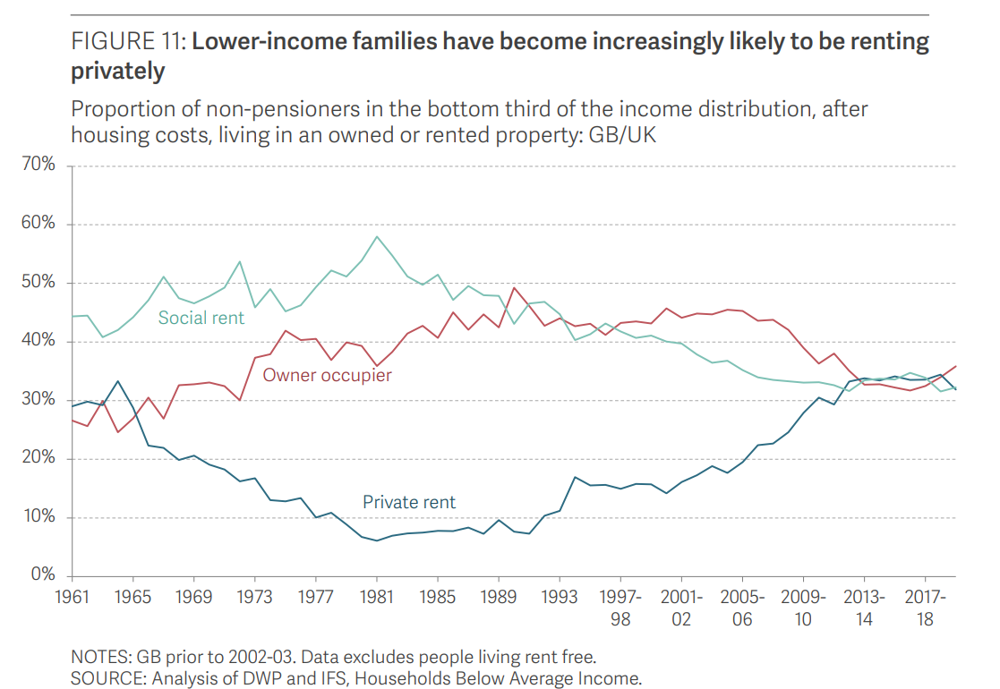 FIGURE 11: Lower-income families have become increasingly likely to be renting
privately
Proportion of non-pensioners in the bottom third of the income distribution, after
housing costs, living in an owned or rented property: GB/UK
70%
60%
50%
40%
30%
20%
10%
0%
Social rent
Owner occupier
Private rent
1961 1965 1969 1973 1977 1981 1985 1989 1993 1997- 2001- 2005- 2009- 2013- 2017-
98 02 06 10 14 18
NOTES: GB prior to 2002-03. Data excludes people living rent free.
SOURCE: Analysis of DWP and IFS, Households Below Average Income.